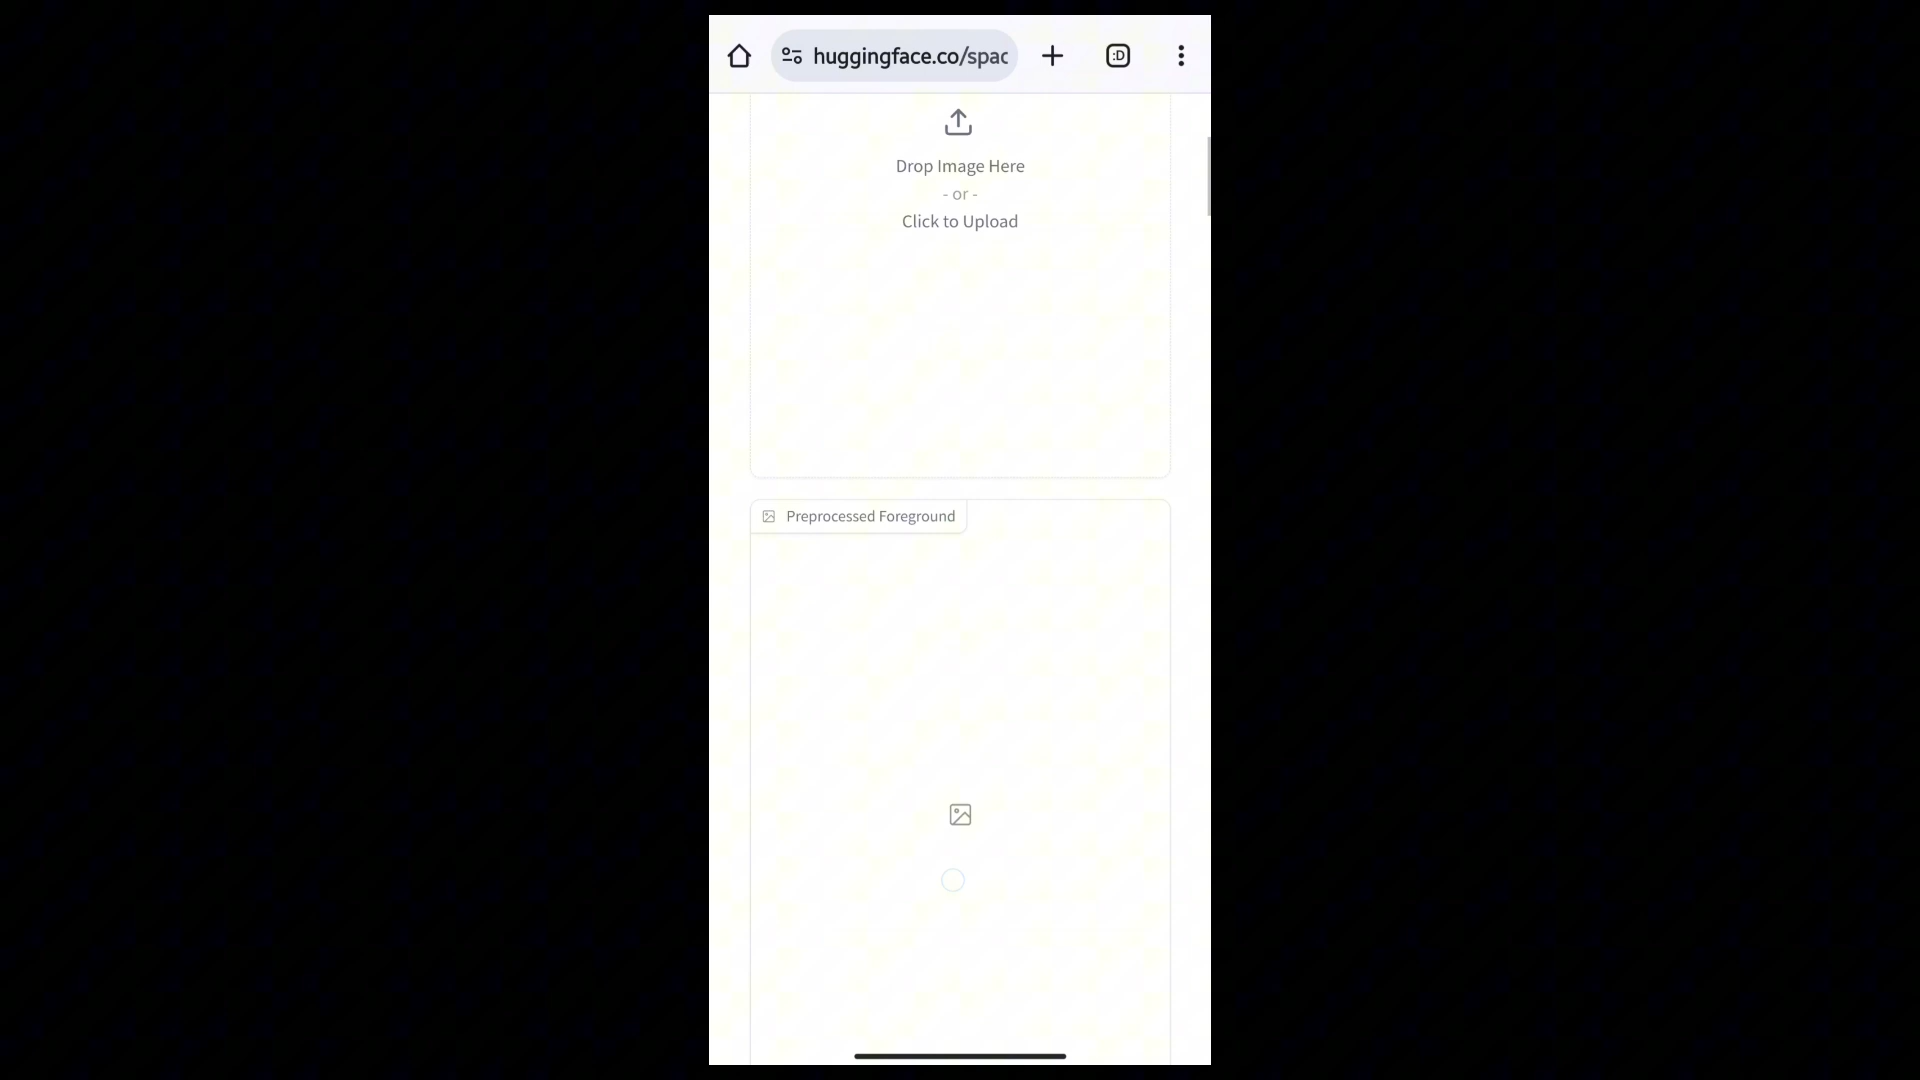 huggingface.co/spac
:D
Drop Image Here
- or -
Click to Upload
Preprocessed Foreground